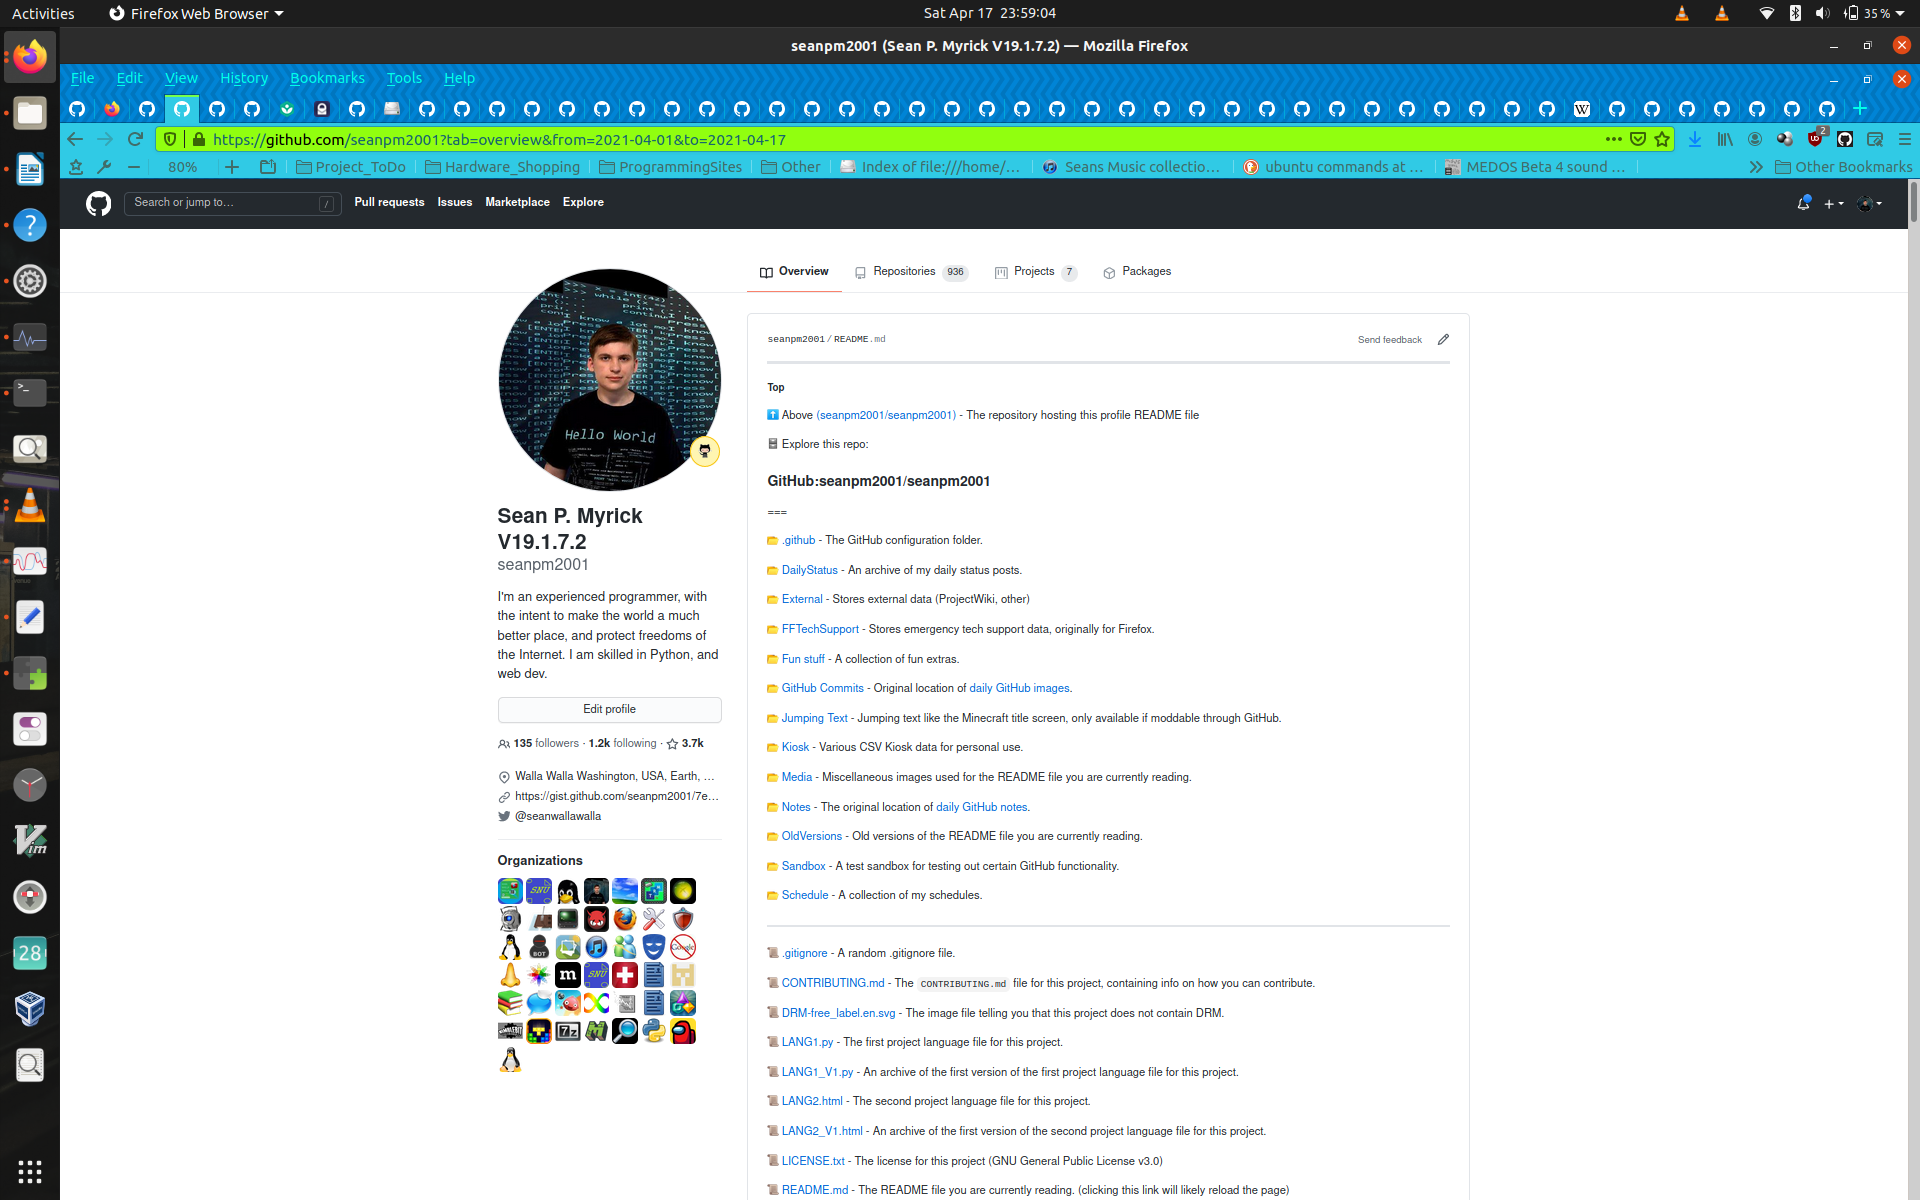 Activities
Firefox Web Browser
Sat Apr 17 23:59:04
35 %
seanpm2001 (Sean P. Myrick V19.1.7.2) — Mozilla Firefox
File Edit View History Bookmarks Tools Help
https://github.com/seanpm2001?tab=overview&from=2021-04-01&to=2021-04-17
2
80%
Project_ToDo
Hardware_Shopping
ProgrammingSites
Other
Index of file:///home/…
Seans Music collectio…
ubuntu commands at …
MEDOS Beta 4 sound …
Other Bookmarks
Search or jump to…
/
Pull requests
Issues
Marketplace
Explore
Overview
Repositories 936
Projects 7
Packages
Hello World
Sean P. Myrick
V19.1.7.2
seanpm2001
I'm an experienced programmer, with
the intent to make the world a much
better place, and protect freedoms of
the Internet. I am skilled in Python, and
web dev.
Edit profile
135 followers · 1.2k following · 3.7k
Walla Walla Washington, USA, Earth, …
https://gist.github.com/seanpm2001/7e…
@seanwallawalla
Organizations
seanpm2001/README.md
Send feedback
Top
Above (seanpm2001/seanpm2001) - The repository hosting this profile README file
Explore this repo:
GitHub:seanpm2001/seanpm2001
===
.github - The GitHub configuration folder.
DailyStatus - An archive of my daily status posts.
External - Stores external data (ProjectWiki, other)
FFTechSupport - Stores emergency tech support data, originally for Firefox.
Fun stuff - A collection of fun extras.
GitHub Commits - Original location of daily GitHub images.
Jumping Text - Jumping text like the Minecraft title screen, only available if moddable through GitHub.
Kiosk - Various CSV Kiosk data for personal use.
Media - Miscellaneous images used for the README file you are currently reading.
Notes - The original location of daily GitHub notes.
OldVersions - Old versions of the README file you are currently reading.
Sandbox - A test sandbox for testing out certain GitHub functionality.
Schedule - A collection of my schedules.
.gitignore - A random .gitignore file.
CONTRIBUTING.md - The CONTRIBUTING.md file for this project, containing info on how you can contribute.
DRM-free_label.en.svg - The image file telling you that this project does not contain DRM.
LANG1.py - The first project language file for this project.
LANG1_V1.py - An archive of the first version of the first project language file for this project.
LANG2.html - The second project language file for this project.
LANG2_V1.html - An archive of the first version of the second project language file for this project.
LICENSE.txt - The license for this project (GNU General Public License v3.0)
README.md - The README file you are currently reading. (clicking this link will likely reload the page)
28